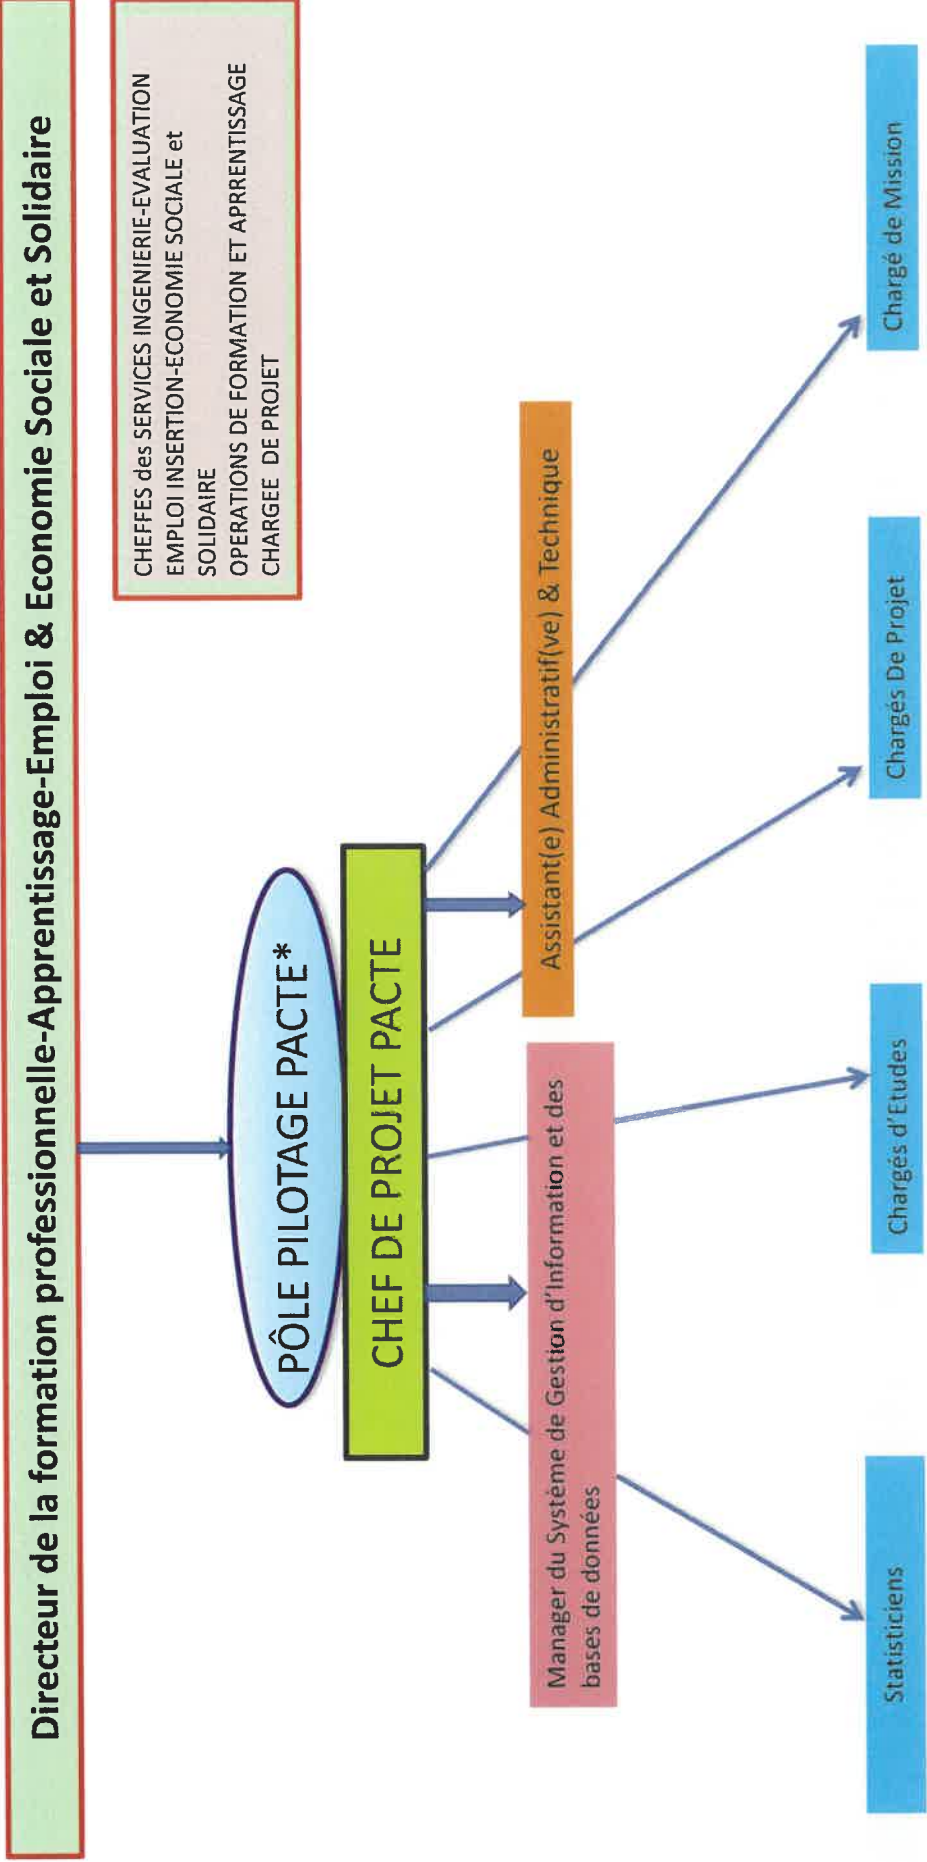 Directeur de la formation professionnelle-Apprentissage-Emploi & Economie Sociale et Solidaire
CHEFFES des SERVICES INGENIERIE-EVALUATION
EMPLOI INSERTION-ECONOMIE SOCIALE et
SOLIDAIRE
OPERATIONS DE FORMATION ET APRRENTISSAGE
CHARGEE DE PROJET
PÔLE PILOTAGE PACTE*
CHEF DE PROJET PACTE
Manager du Système de Gestion d'Information et des
bases de données
Assistant(e) Administratif(ve) & Technique
Statisticiens
Chargés d'Etudes
Chargés De Projet
Chargé de Mission